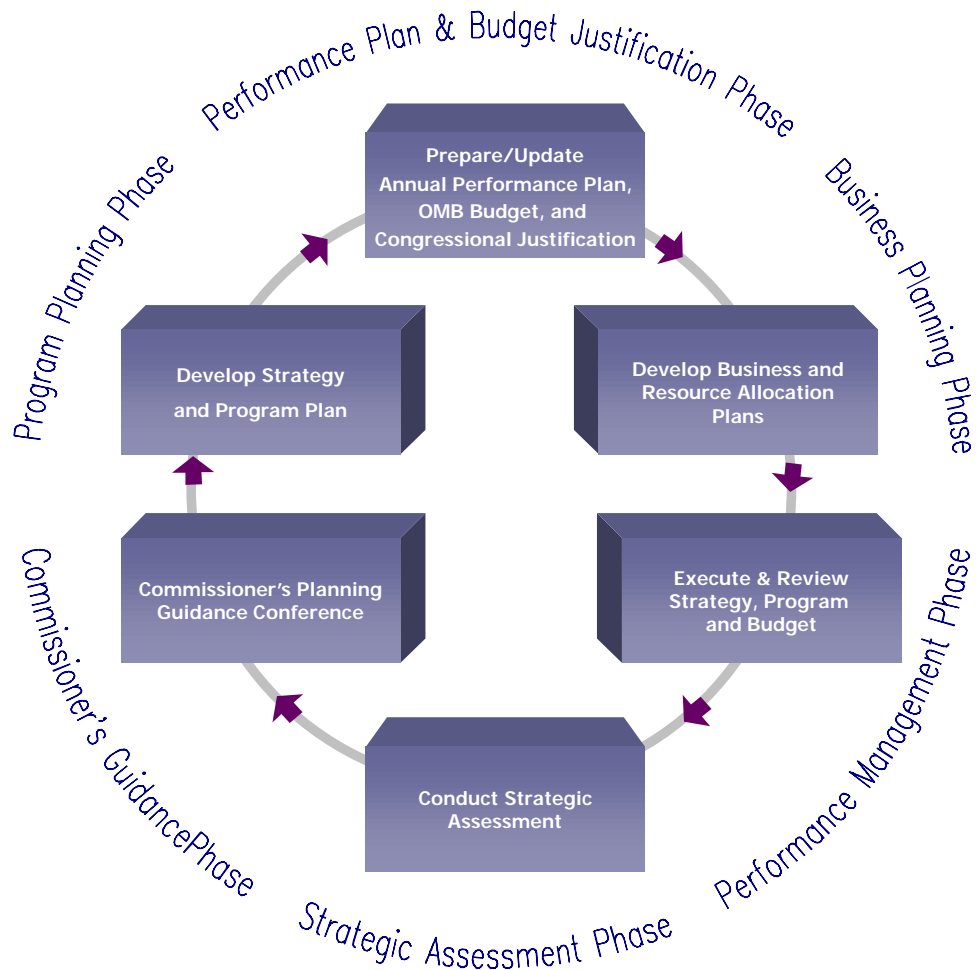 Performance Plan & Budget Justification Phase
Prepare/Update
Annual Performance Plan,
OMB Budget, and
Congressional Justification
Business Planning Phase
Develop Business and
Resource Allocation
Plans
Performance Management Phase
Execute & Review
Strategy, Program
and Budget
Strategic Assessment Phase
Conduct Strategic
Assessment
Commissioner's GuidancePhase
Commissioner's Planning
Guidance Conference
Program Planning Phase
Develop Strategy
and Program Plan